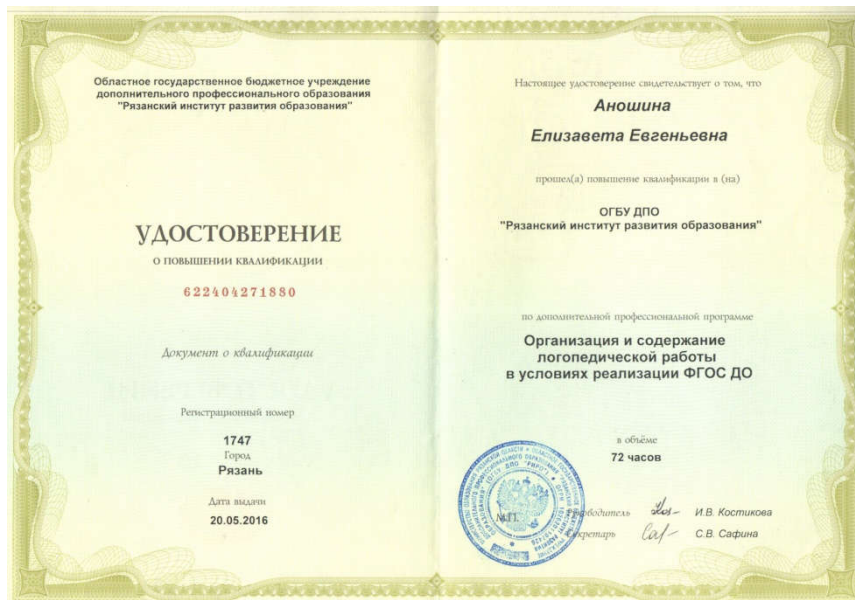 Областное государственное бюджетное учреждение
дополнительного профессионального образования
"Рязанский институт развития образования"
УДОСТОВЕРЕНИЕ
О ПОВЫШЕНИИ КВАЛИФИКАЦИИ
622404271880
Документ о квалификации
Регистрационный номер
1747
Город
Рязань
Дата выдачи
20.05.2016
Настоящее удостоверение свидетельствует о том, что
Аношина
Елизавета Евгеньевна
прошел(а) повышение квалификации в (на)
ОГБУ ДПО
"Рязанский институт развития образования"
по дополнительной профессиональной программе
Организация и содержание
логопедической работы
в условиях реализации ФГОС ДО
в объёме
72 часов
М.П.
Руководитель И.В. Костикова
Секретарь С.В. Сафина